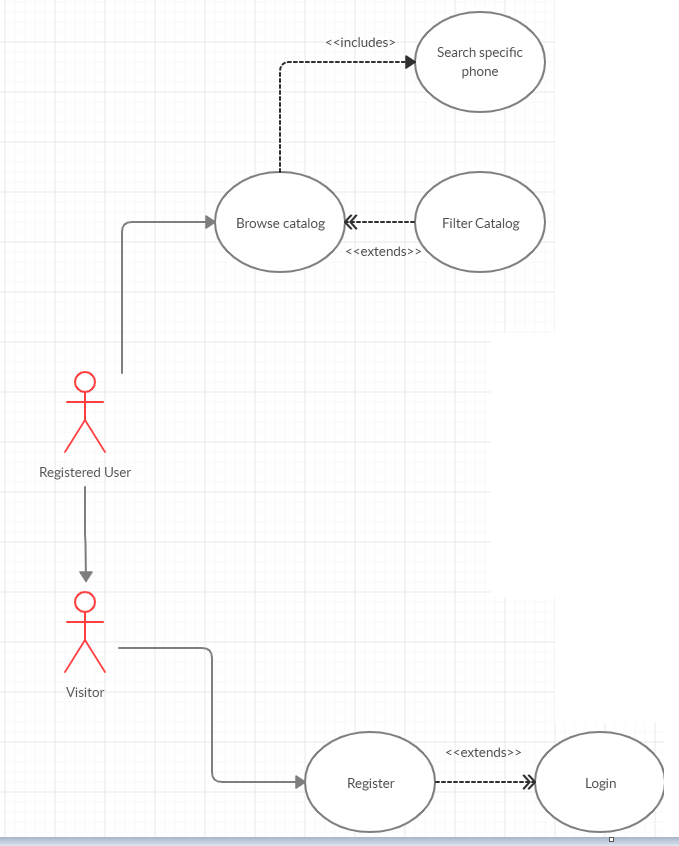 <<includes>
Search specific
phone
Browse catalog
Filter Catalog
<<extends>>
Registered User
Visitor
<<extends>>
Register
Login